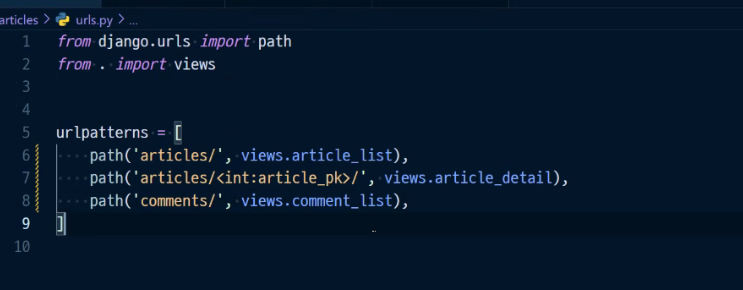 articles > urls.py > ...
1 from django.urls import path
2 from . import views
3
4
5 urlpatterns = [
6     path('articles/', views.article_list),
7     path('articles/<int:article_pk>/', views.article_detail),
8     path('comments/', views.comment_list),
9 ]
10